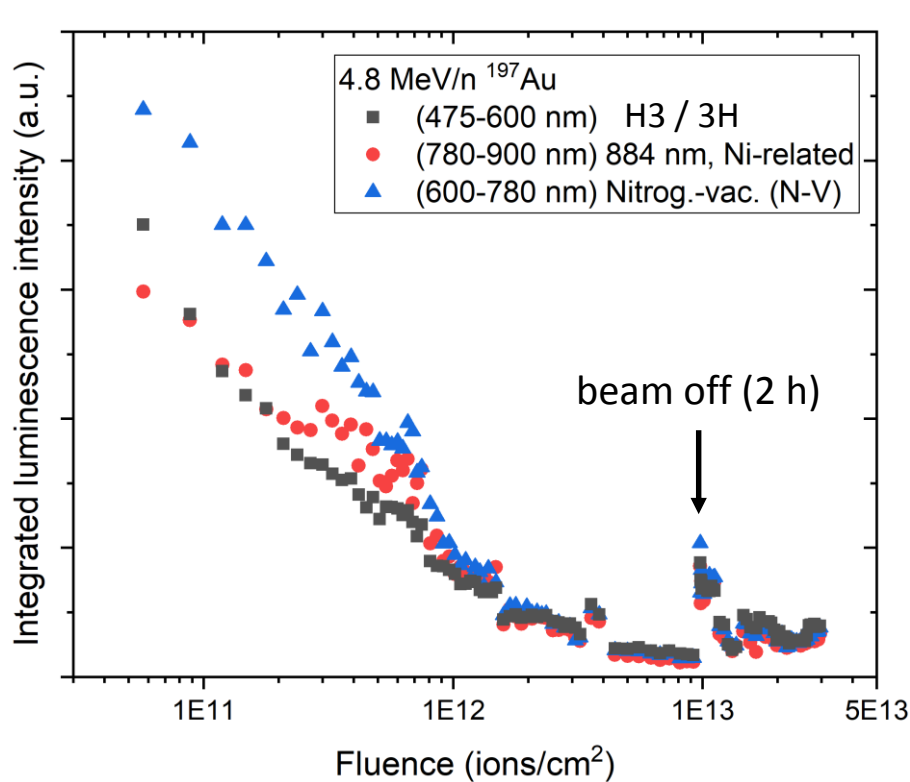 4.8 MeV/n ¹⁹⁷Au
(475-600 nm) H3 / 3H
(780-900 nm) 884 nm, Ni-related
(600-780 nm) Nitrog.-vac. (N-V)
beam off (2 h)
Integrated luminescence intensity (a.u.)
1E11 1E12 1E13 5E13
Fluence (ions/cm²)